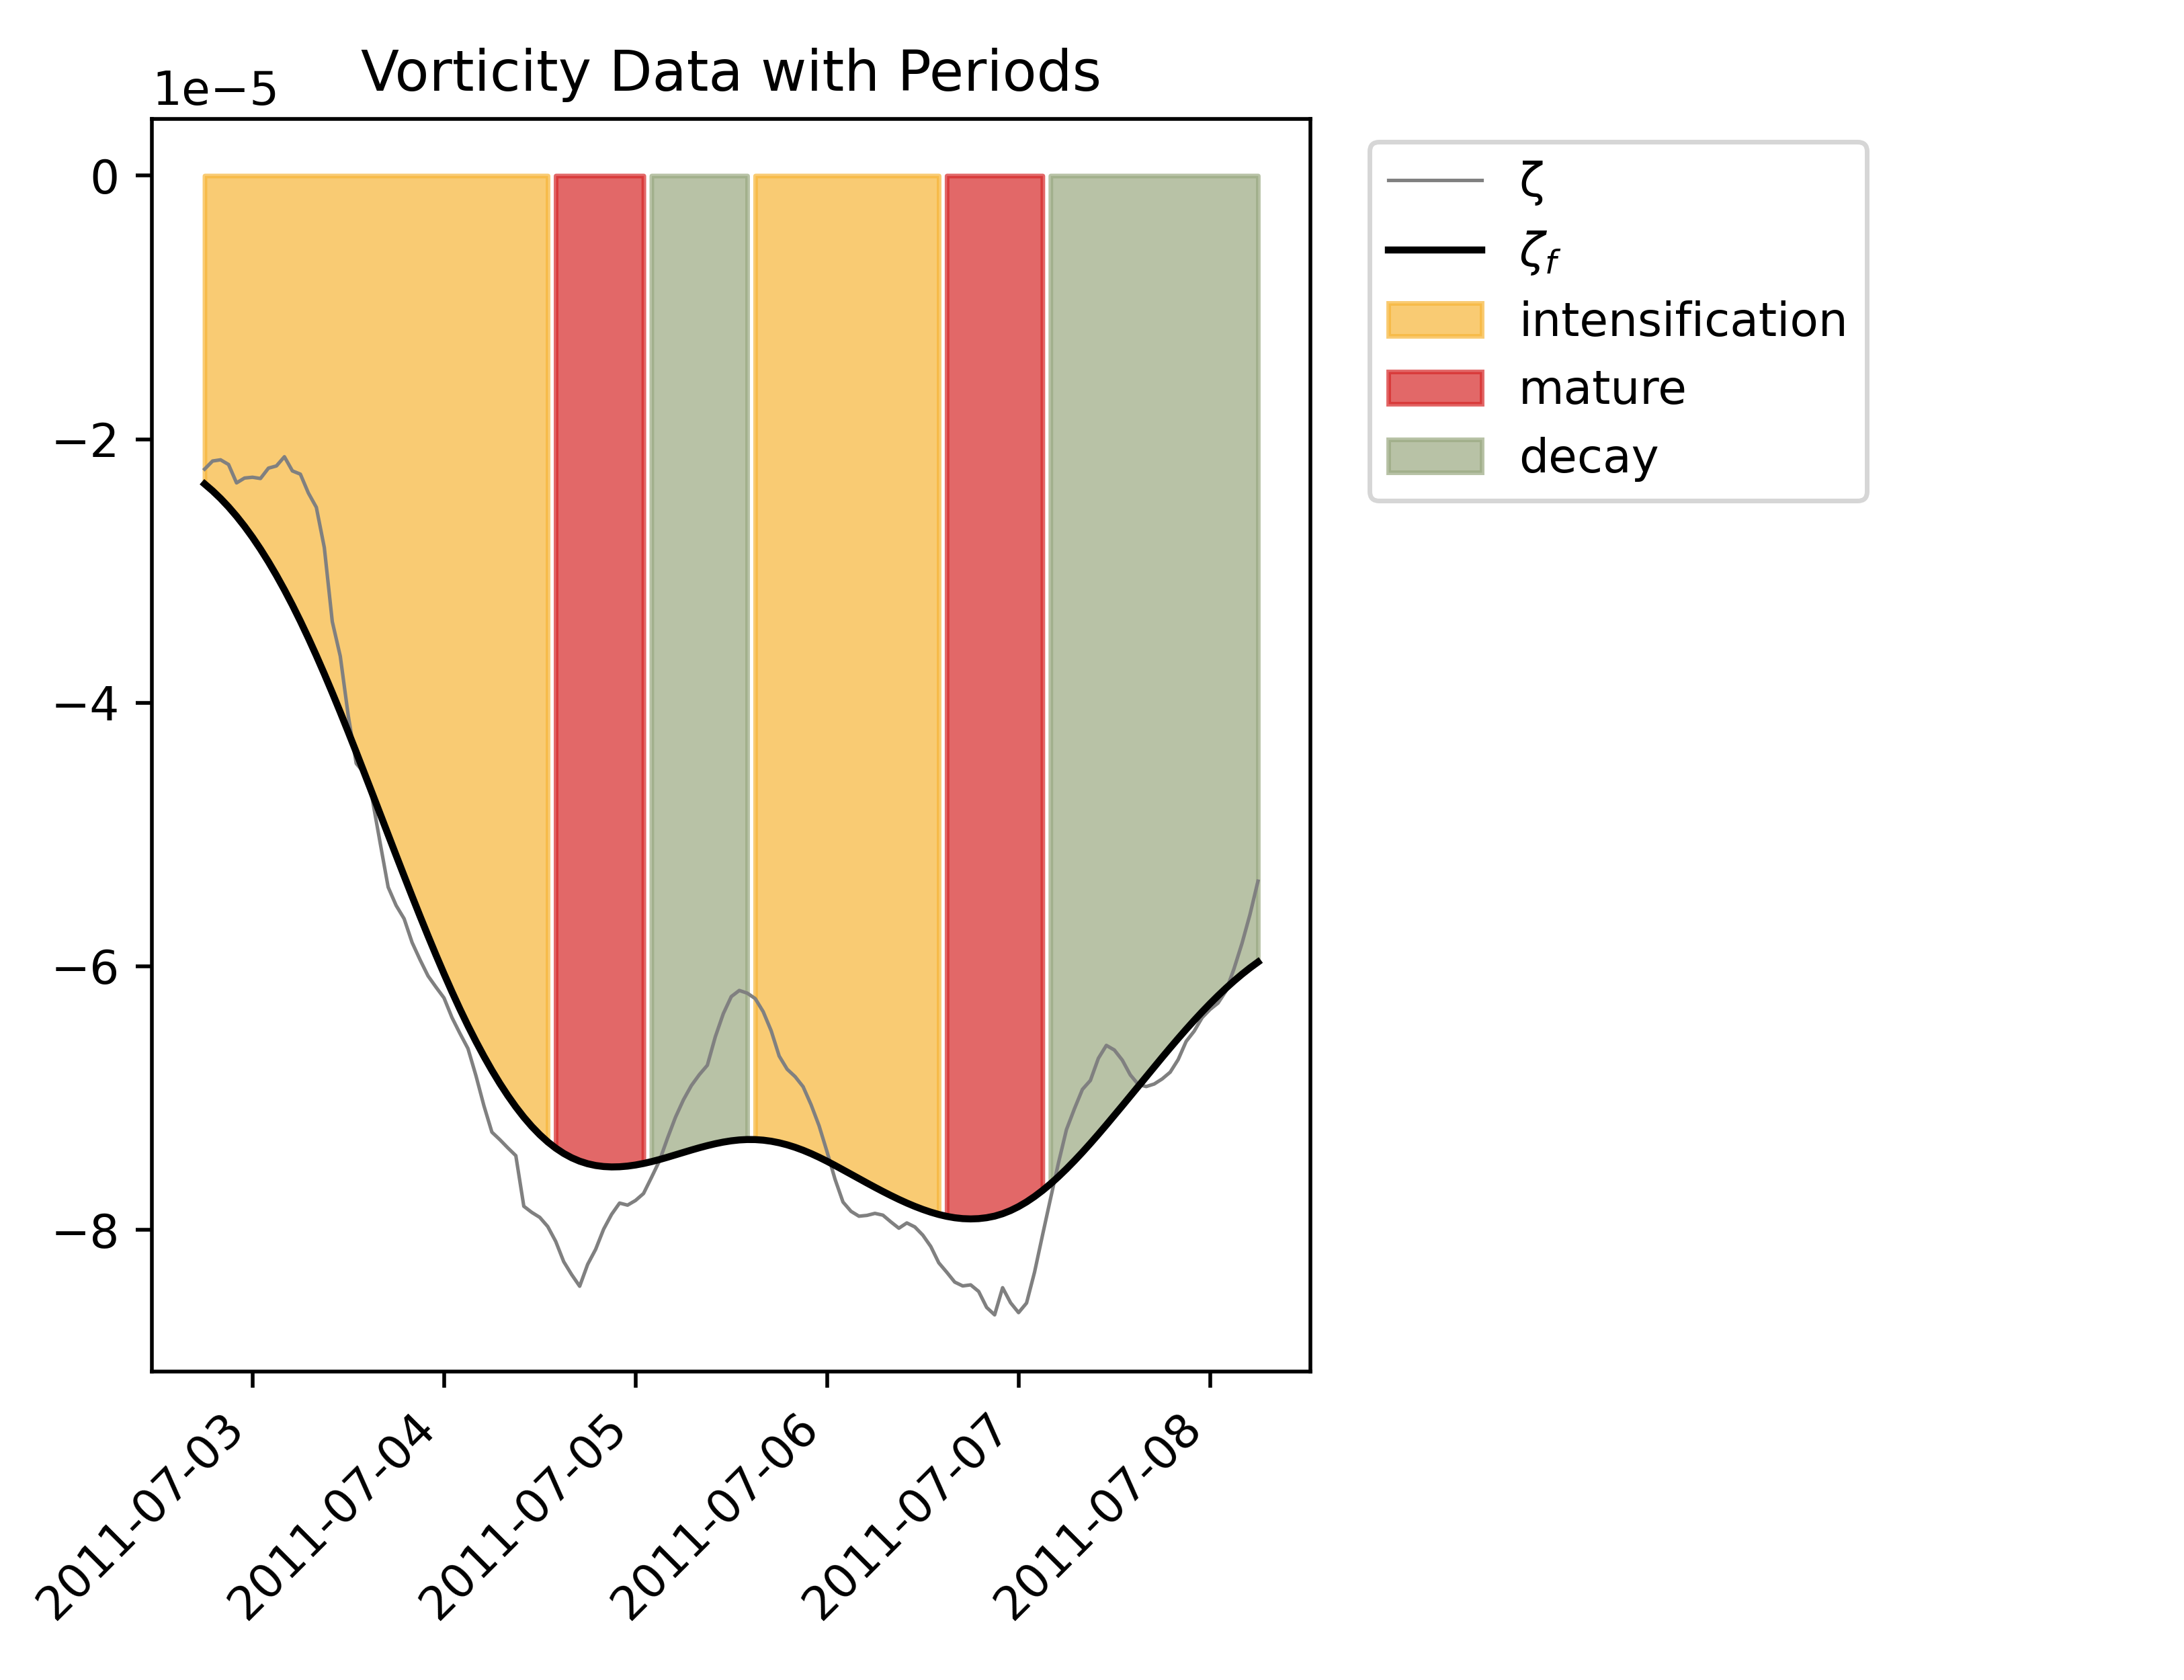 Vorticity Data with Periods
1e−5
0
−2
−4
−6
−8
2011-07-03
2011-07-04
2011-07-05
2011-07-06
2011-07-07
2011-07-08
ζ
ζf
intensification
mature
decay